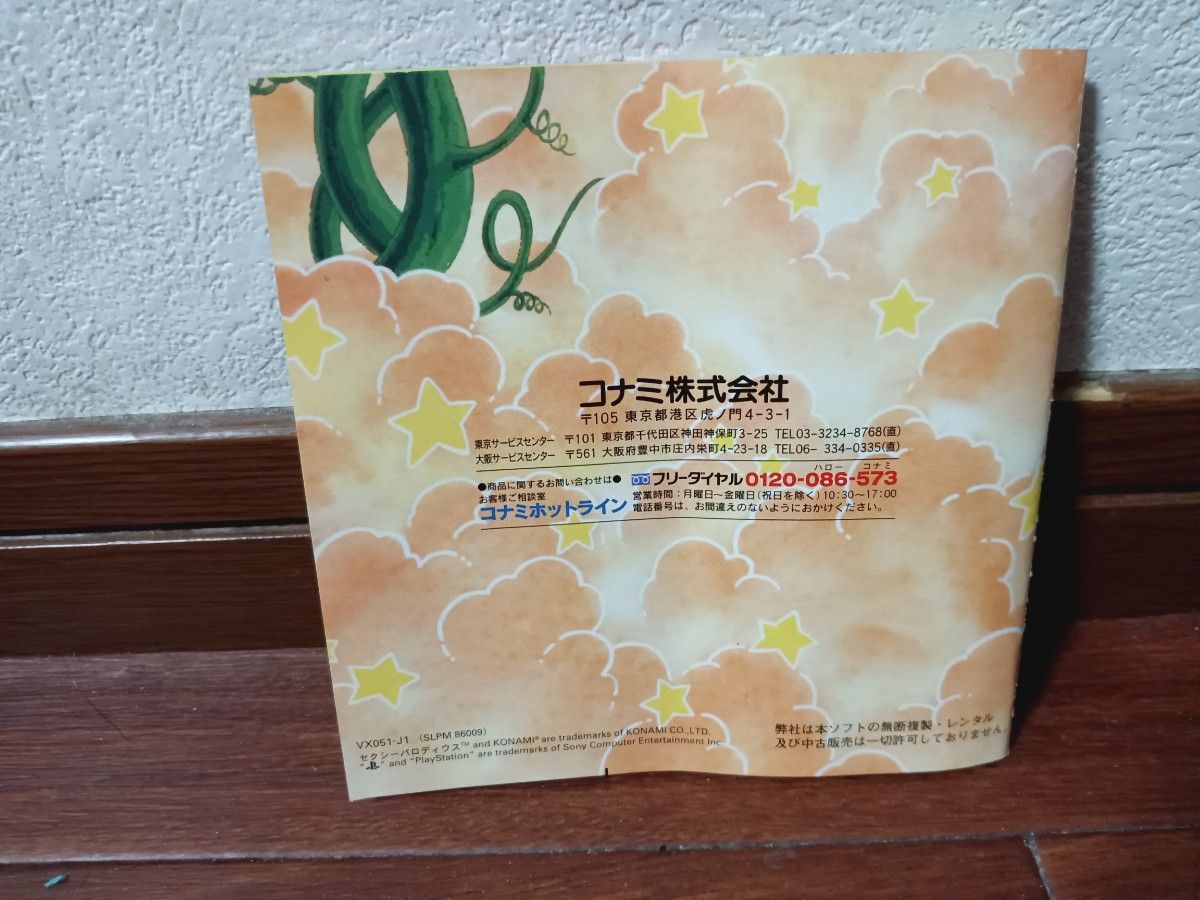 コナミ株式会社
〒105 東京都港区虎ノ門4-3-1
東京サービスセンター 〒101 東京都千代田区神田神保町3-25 TEL03-3234-8768(直)
大阪サービスセンター 〒561 大阪府豊中市庄内栄町4-23-18 TEL06- 334-0335(直)
●商品に関するお問い合わせは●
お客様ご相談室
コナミホットライン
ハロー コナミ
フリーダイヤル 0120-086-573
営業時間:月曜日~金曜日(祝日を除く)10:30~17:00
電話番号は、お間違えのないようにおかけください。
VX051-J1 (SLPM 86009)
セクシーパロディウス™ and KONAMI® are trademarks of KONAMI CO., LTD.
" " and "PlayStation" are trademarks of Sony Computer Entertainment Inc.
弊社は本ソフトの無断複製・レンタル
及び中古販売は一切許可しておりません